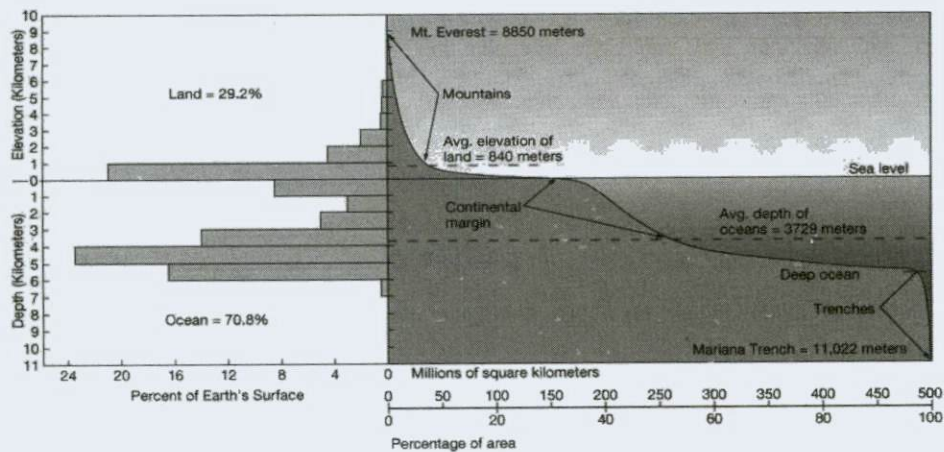 10
9
8
7
6
5
4
3
2
1
0
1
2
3
4
5
6
7
8
9
10
11
Elevation (Kilometers)
Depth (Kilometers)
Land = 29.2%
Ocean = 70.8%
24 20 16 12 8 4 0
Percent of Earth's Surface
Mt. Everest = 8850 meters
Mountains
Avg. elevation of
land = 840 meters
Sea level
Continental
margin
Avg. depth of
oceans = 3729 meters
Deep ocean
Trenches
Mariana Trench = 11,022 meters
Millions of square kilometers
0 50 100 150 200 250 300 350 400 450 500
0 20 40 60 80 100
Percentage of area